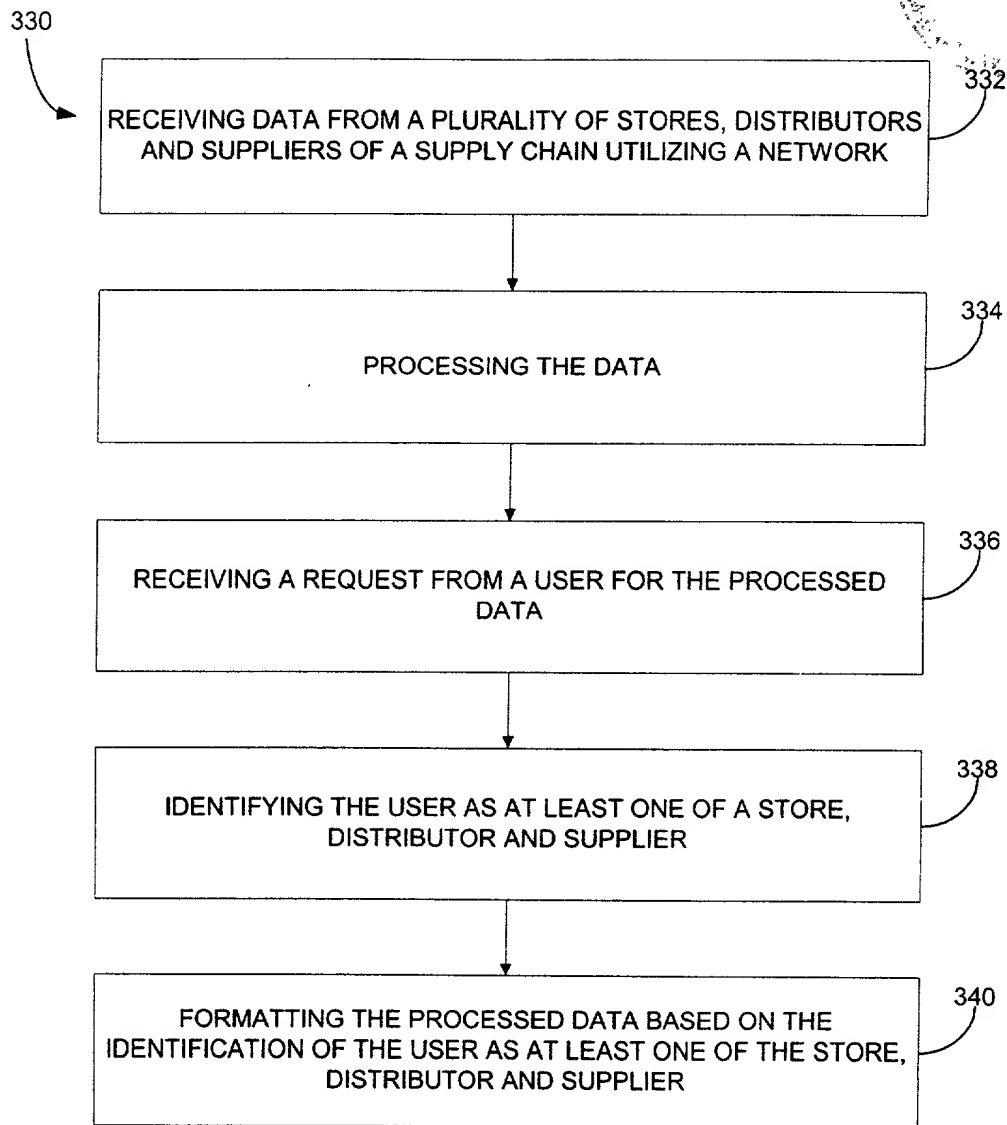 330
332
RECEIVING DATA FROM A PLURALITY OF STORES, DISTRIBUTORS
AND SUPPLIERS OF A SUPPLY CHAIN UTILIZING A NETWORK
334
PROCESSING THE DATA
336
RECEIVING A REQUEST FROM A USER FOR THE PROCESSED
DATA
338
IDENTIFYING THE USER AS AT LEAST ONE OF A STORE,
DISTRIBUTOR AND SUPPLIER
340
FORMATTING THE PROCESSED DATA BASED ON THE
IDENTIFICATION OF THE USER AS AT LEAST ONE OF THE STORE,
DISTRIBUTOR AND SUPPLIER